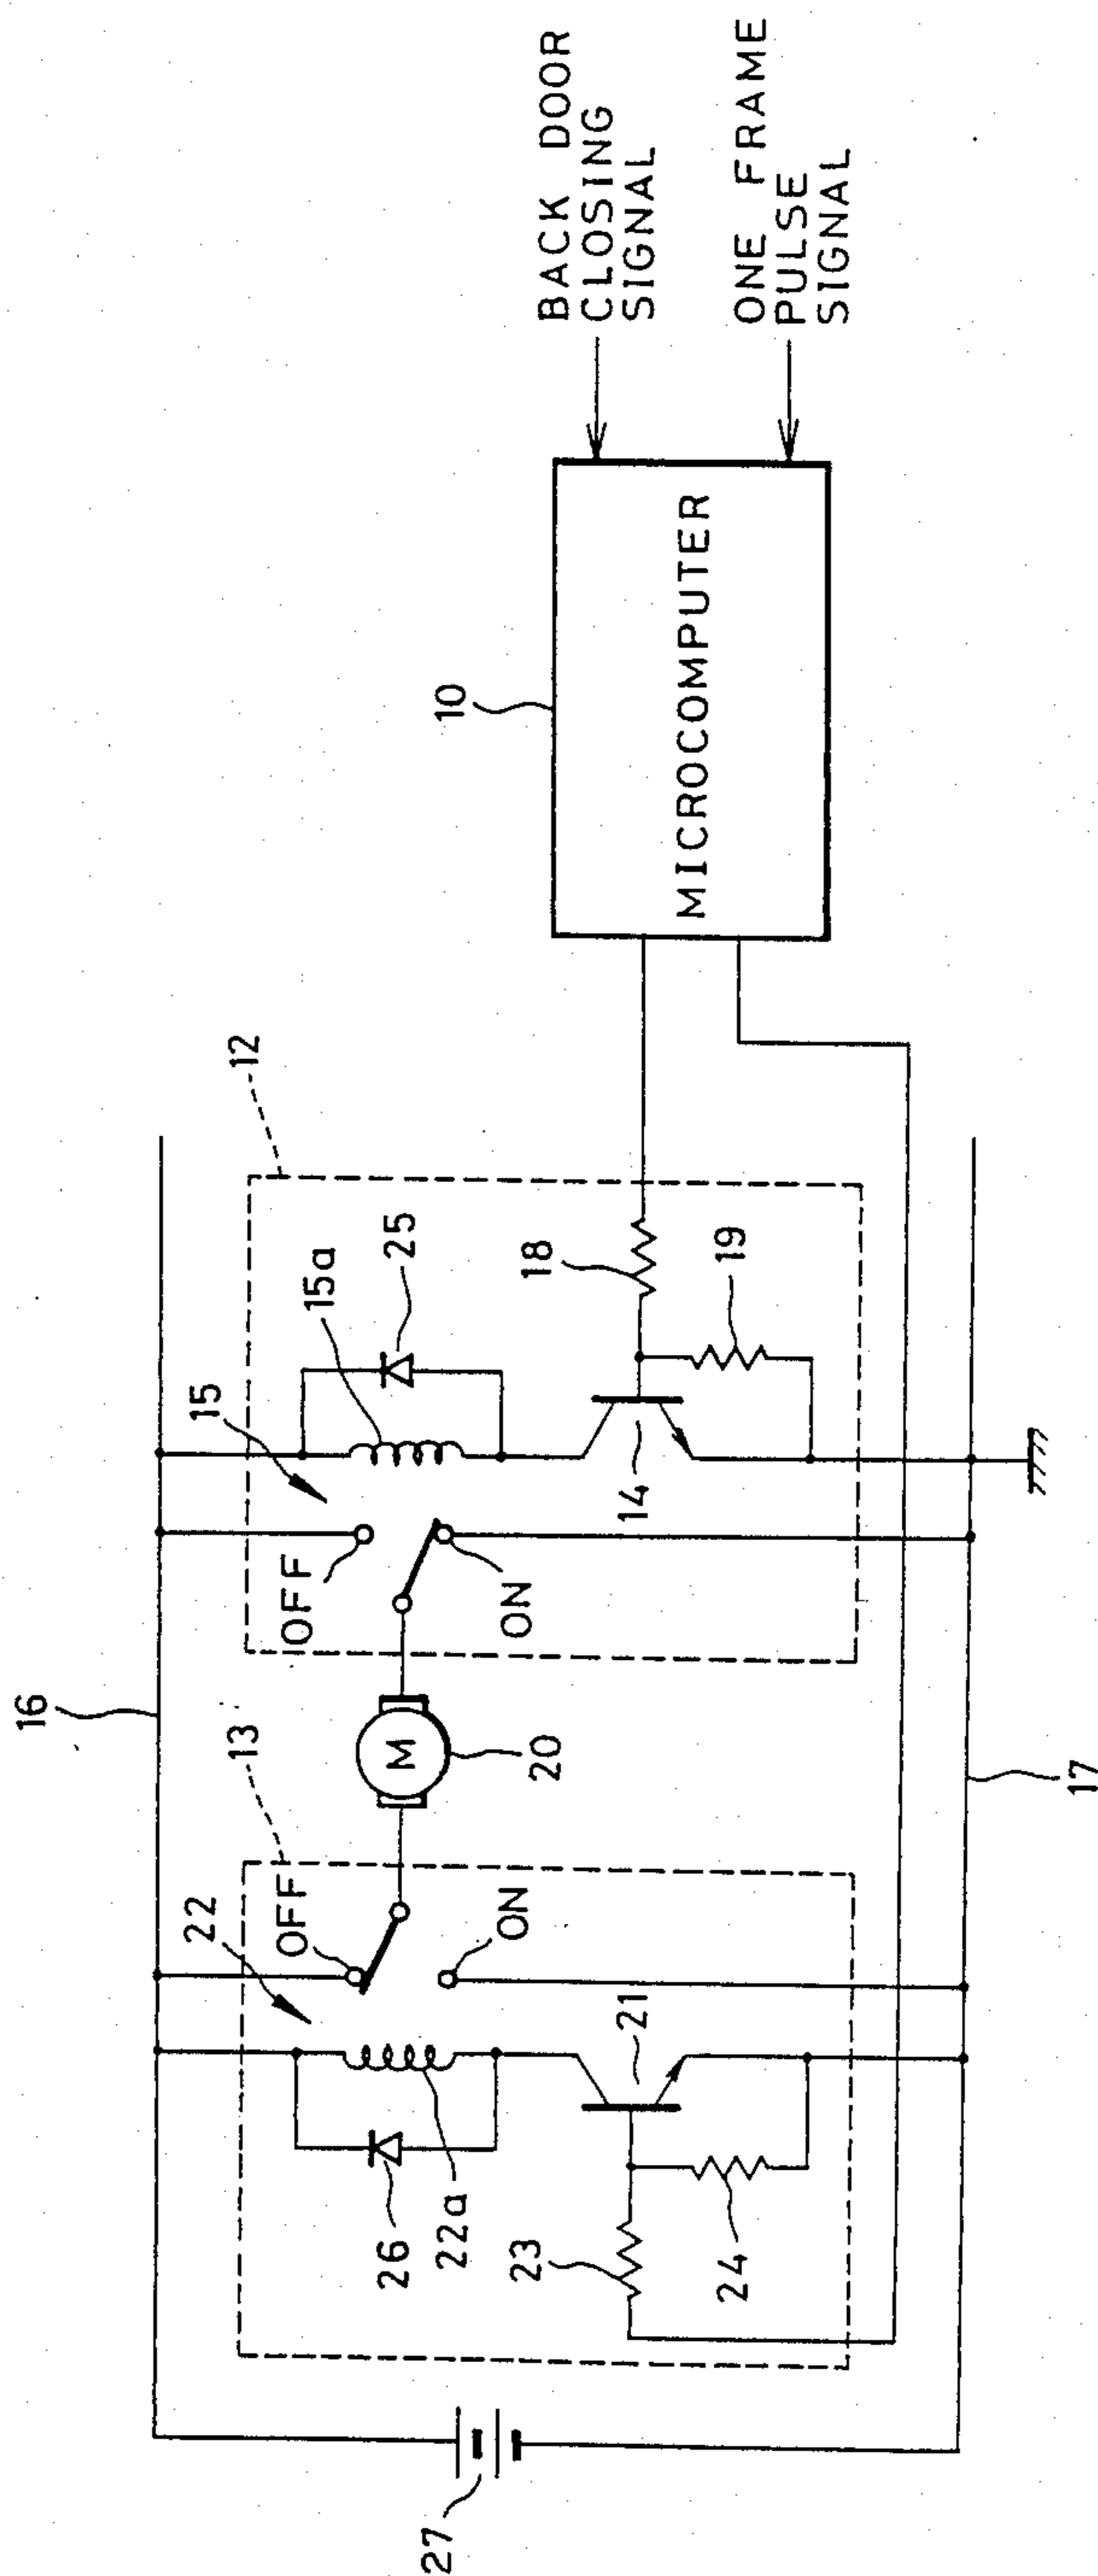 16
27
22
13
OFF
26
22a
ON
21
23
24
M
20
15
OFF
15a
25
ON
14
18
19
12
17
10
MICROCOMPUTER
BACK DOOR
CLOSING
SIGNAL
ONE FRAME
PULSE
SIGNAL